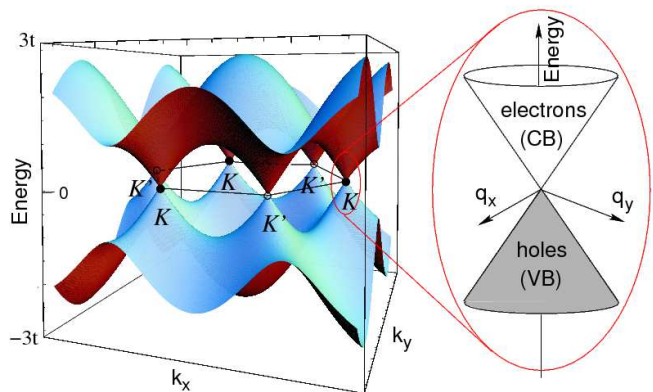 3t
Energy
0
−3t
K'
K
K'
K
K
K'
k_x
k_y
Energy
electrons
(CB)
q_x
q_y
holes
(VB)